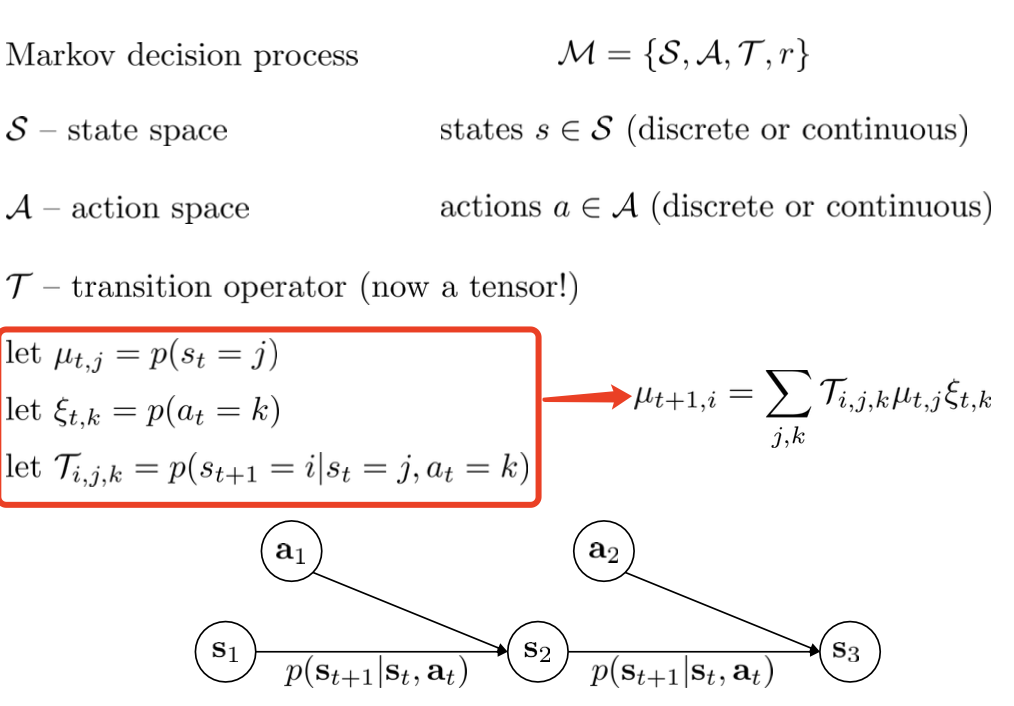 Markov decision process    $\mathcal{M} = \{\mathcal{S}, \mathcal{A}, \mathcal{T}, r\}$
$\mathcal{S}$ – state space    states $s \in \mathcal{S}$ (discrete or continuous)
$\mathcal{A}$ – action space    actions $a \in \mathcal{A}$ (discrete or continuous)
$\mathcal{T}$ – transition operator (now a tensor!)
let $\mu_{t,j} = p(s_t = j)$
let $\xi_{t,k} = p(a_t = k)$
let $\mathcal{T}_{i,j,k} = p(s_{t+1} = i | s_t = j, a_t = k)$
$\mu_{t+1,i} = \sum_{j,k} \mathcal{T}_{i,j,k} \mu_{t,j} \xi_{t,k}$
$\mathbf{a}_1$    $\mathbf{a}_2$
$\mathbf{s}_1$    $\mathbf{s}_2$    $\mathbf{s}_3$
$p(\mathbf{s}_{t+1} | \mathbf{s}_t, \mathbf{a}_t)$    $p(\mathbf{s}_{t+1} | \mathbf{s}_t, \mathbf{a}_t)$